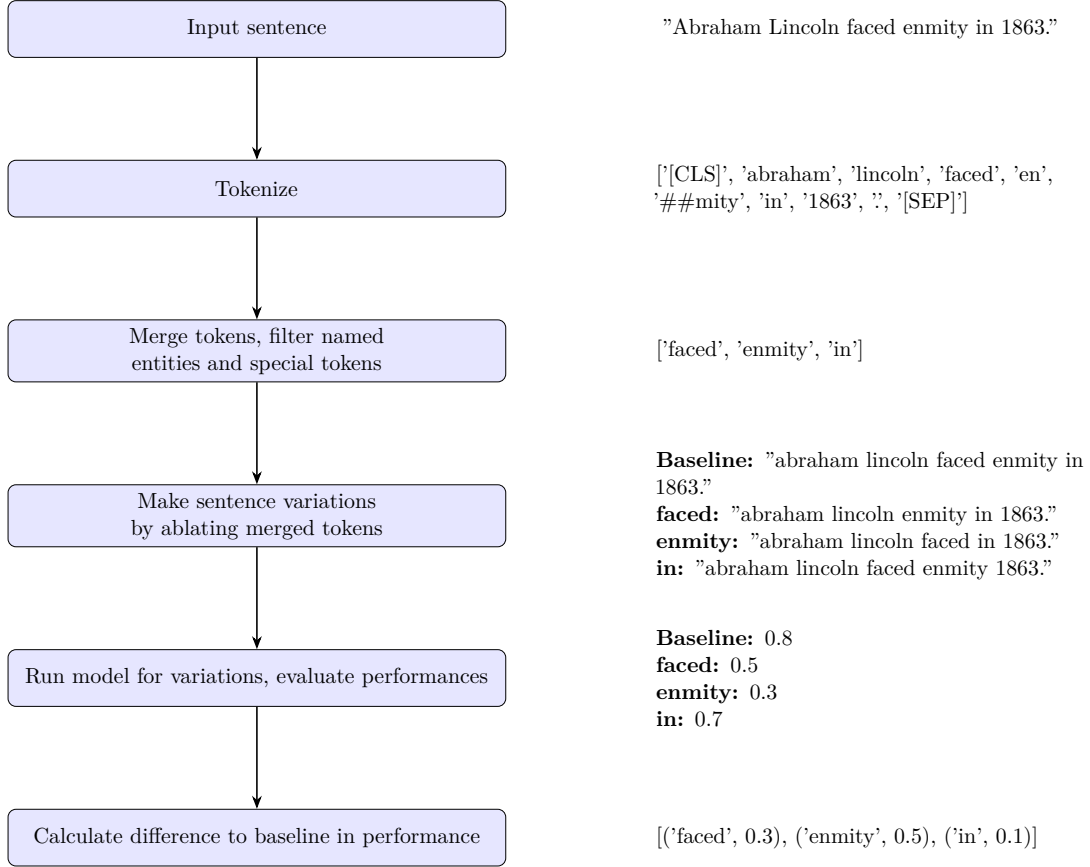 Input sentence
”Abraham Lincoln faced enmity in 1863.”
Tokenize
[’[CLS]’, ’abraham’, ’lincoln’, ’faced’, ’en’,
’##mity’, ’in’, ’1863’, ’.’, ’[SEP]’]
Merge tokens, filter named
entities and special tokens
[’faced’, ’enmity’, ’in’]
Make sentence variations
by ablating merged tokens
Baseline: ”abraham lincoln faced enmity in
1863.”
faced: ”abraham lincoln enmity in 1863.”
enmity: ”abraham lincoln faced in 1863.”
in: ”abraham lincoln faced enmity 1863.”
Run model for variations, evaluate performances
Baseline: 0.8
faced: 0.5
enmity: 0.3
in: 0.7
Calculate difference to baseline in performance
[(’faced’, 0.3), (’enmity’, 0.5), (’in’, 0.1)]